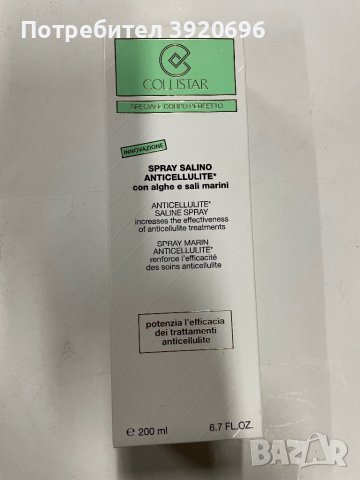 Потребител 3920696
COLLISTAR
SPECIALE CORPO PERFETTO
INNOVAZIONE
SPRAY SALINO
ANTICELLULITE*
con alghe e sali marini
ANTICELLULITE*
SALINE SPRAY
increases the effectiveness
of anticellulite treatments
SPRAY MARIN
ANTICELLULITE*
renforce l'efficacité
des soins anticellulite
potenzia l'efficacia
dei trattamenti
anticellulite
e 200 ml 6.7 FL.OZ.
BAZAR